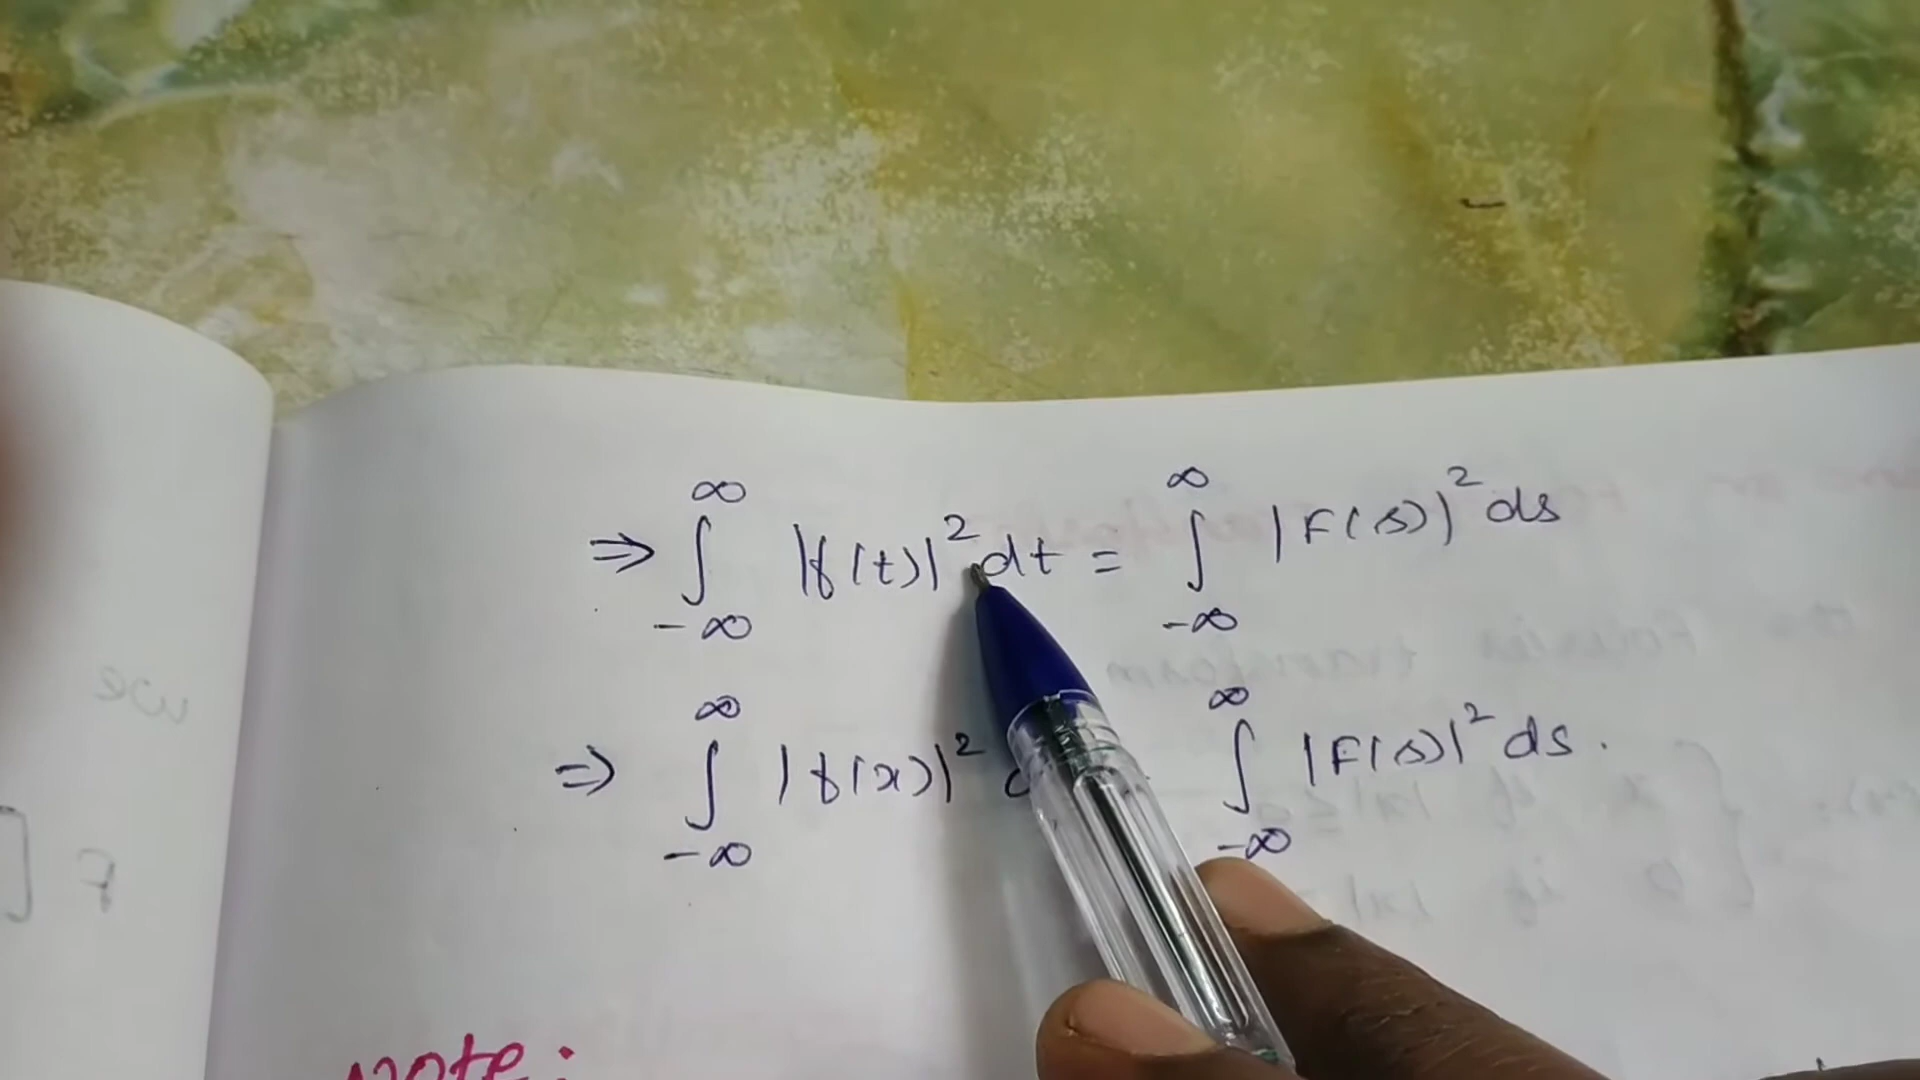 ⇒ ∫_{-∞}^{∞} |f(t)|² dt = ∫_{-∞}^{∞} |F(s)|² ds
⇒ ∫_{-∞}^{∞} |f(x)|² ∫_{-∞}^{∞} |F(s)|² ds.
Note: